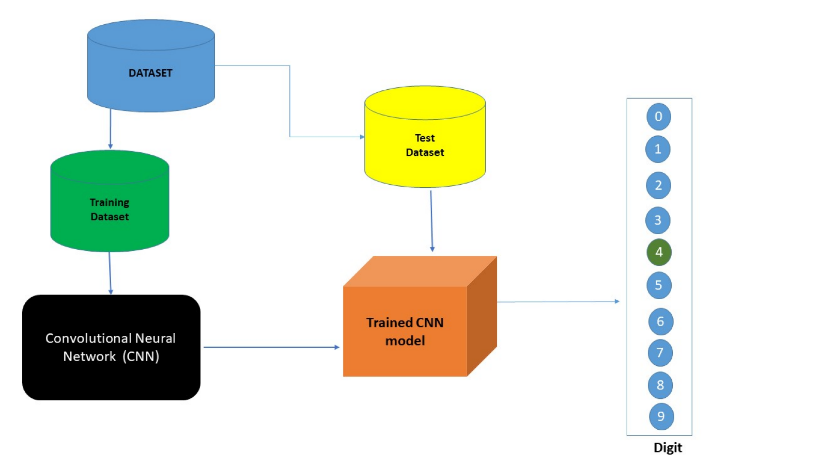 DATASET
Test
Dataset
Training
Dataset
Convolutional Neural
Network (CNN)
Trained CNN
model
0
1
2
3
4
5
6
7
8
9
Digit